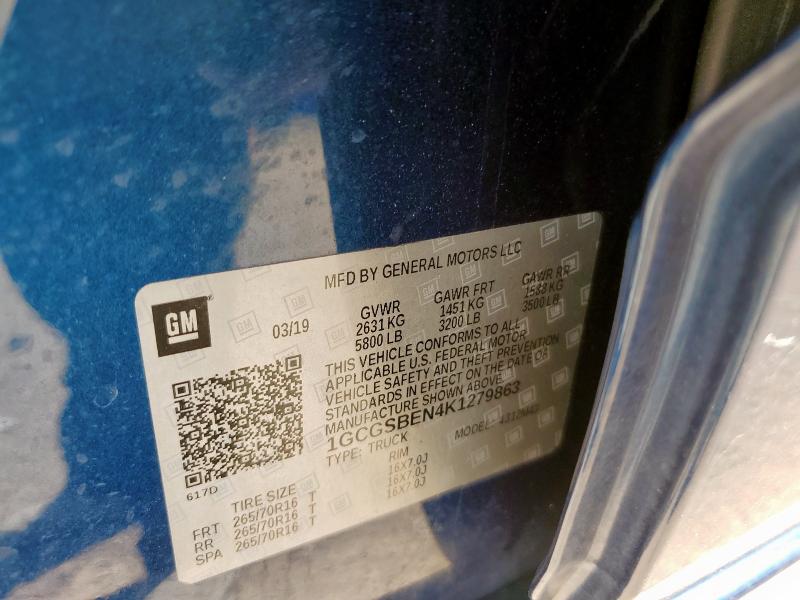 MFD BY GENERAL MOTORS LLC
GM
03/19
GVWR
2631 KG
5800 LB
GAWR FRT
1451 KG
3200 LB
GAWR RR
1588 KG
3500 LB
THIS VEHICLE CONFORMS TO ALL
APPLICABLE U.S. FEDERAL MOTOR
VEHICLE SAFETY AND THEFT PREVENTION
STANDARDS IN EFFECT ON THE DATE OF
MANUFACTURE SHOWN ABOVE.
1GCGSBEN4K1279863
TYPE: TRUCK
MODEL:
617D
TIRE SIZE
RIM
FRT 265/70R16 T 16X7.0J
RR 265/70R16 T 16X7.0J
SPA 265/70R16 T 16X7.0J